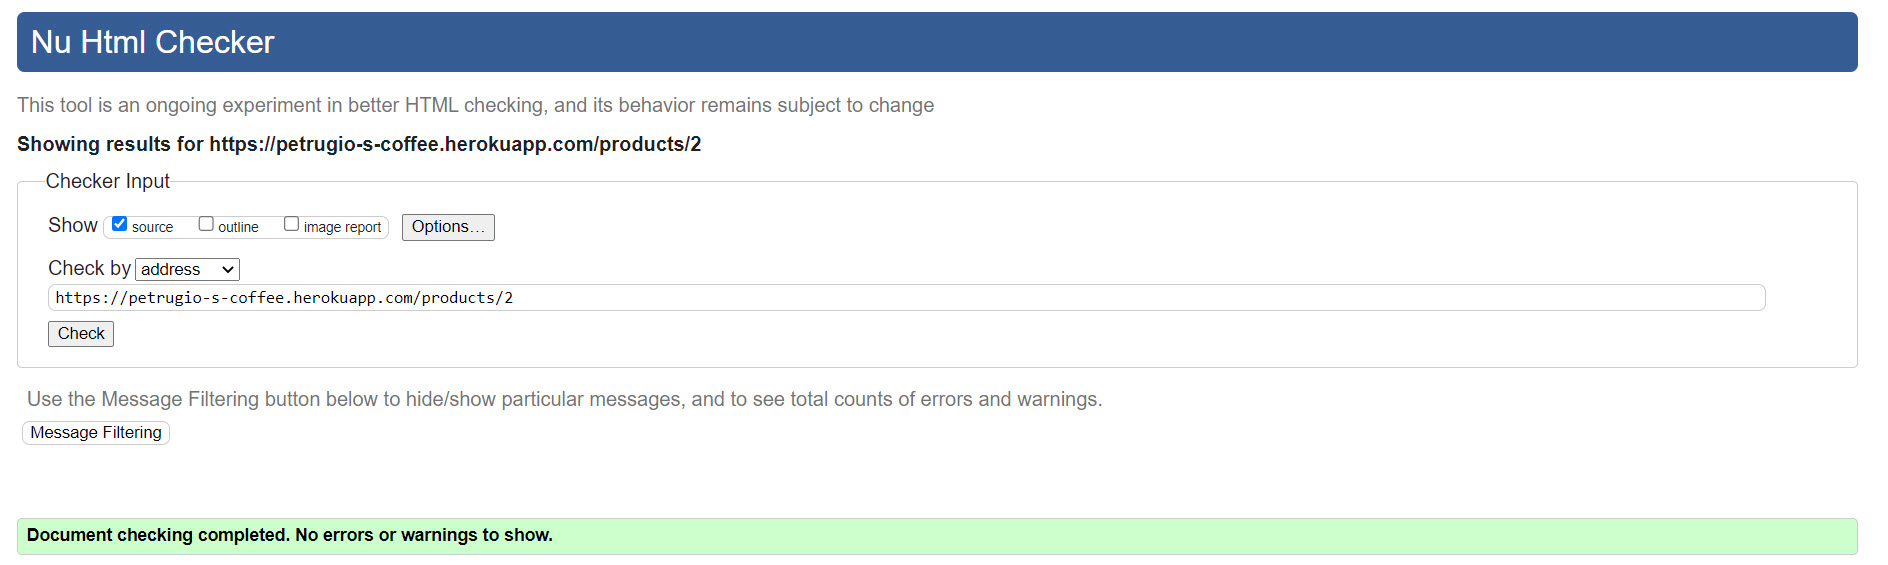 Nu Html Checker
This tool is an ongoing experiment in better HTML checking, and its behavior remains subject to change
Showing results for https://petrugio-s-coffee.herokuapp.com/products/2
Checker Input
Show source outline image report Options...
Check by address
https://petrugio-s-coffee.herokuapp.com/products/2
Check
Use the Message Filtering button below to hide/show particular messages, and to see total counts of errors and warnings.
Message Filtering
Document checking completed. No errors or warnings to show.